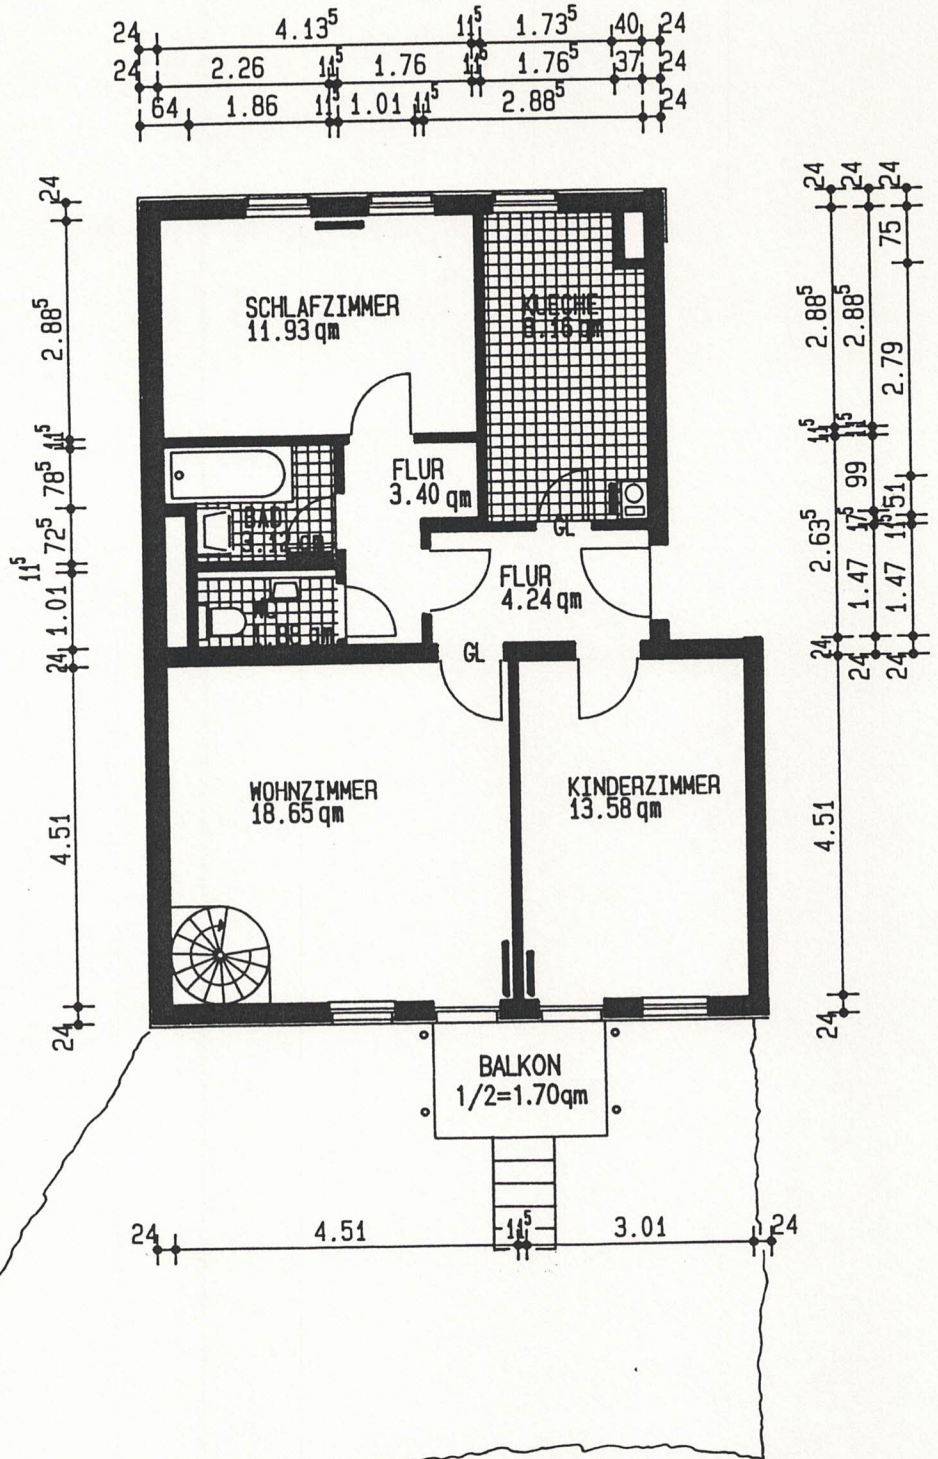 24 4.13⁵ 11⁵ 1.73⁵ 40 24
24 2.26 11⁵ 1.76 11⁵ 1.76⁵ 37 24
64 1.86 11⁵ 1.01 11⁵ 2.88⁵ 24
24
2.88⁵
11⁵
78⁵
72⁵
11⁵
1.01
24
4.51
24
SCHLAFZIMMER
11.93 qm
KUECHE
8.16 qm
FLUR
3.40 qm
BAD
GL
FLUR
4.24 qm
GL
WOHNZIMMER
18.65 qm
KINDERZIMMER
13.58 qm
BALKON
1/2=1.70 qm
24 24 24
75
2.88⁵ 2.88⁵ 2.79
11⁵ 11⁵
99 51
2.63⁵ 1.47 1.47
24 24 24
4.51
24
24 4.51 11⁵ 3.01 24